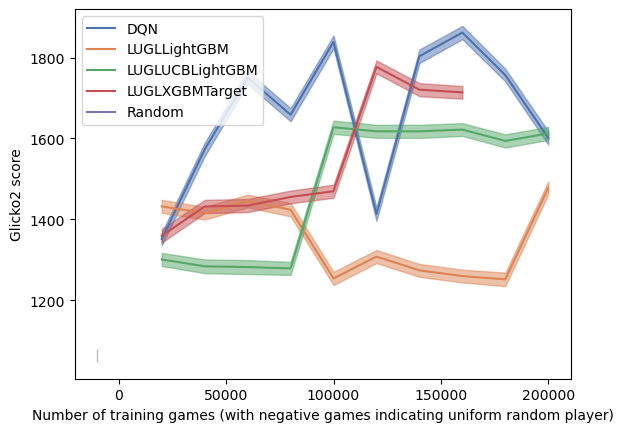 DQN
LUGLLightGBM
LUGLUCBLightGBM
LUGLXGBMTarget
Random
Glicko2 score
1800
1600
1400
1200
0 50000 100000 150000 200000
Number of training games (with negative games indicating uniform random player)